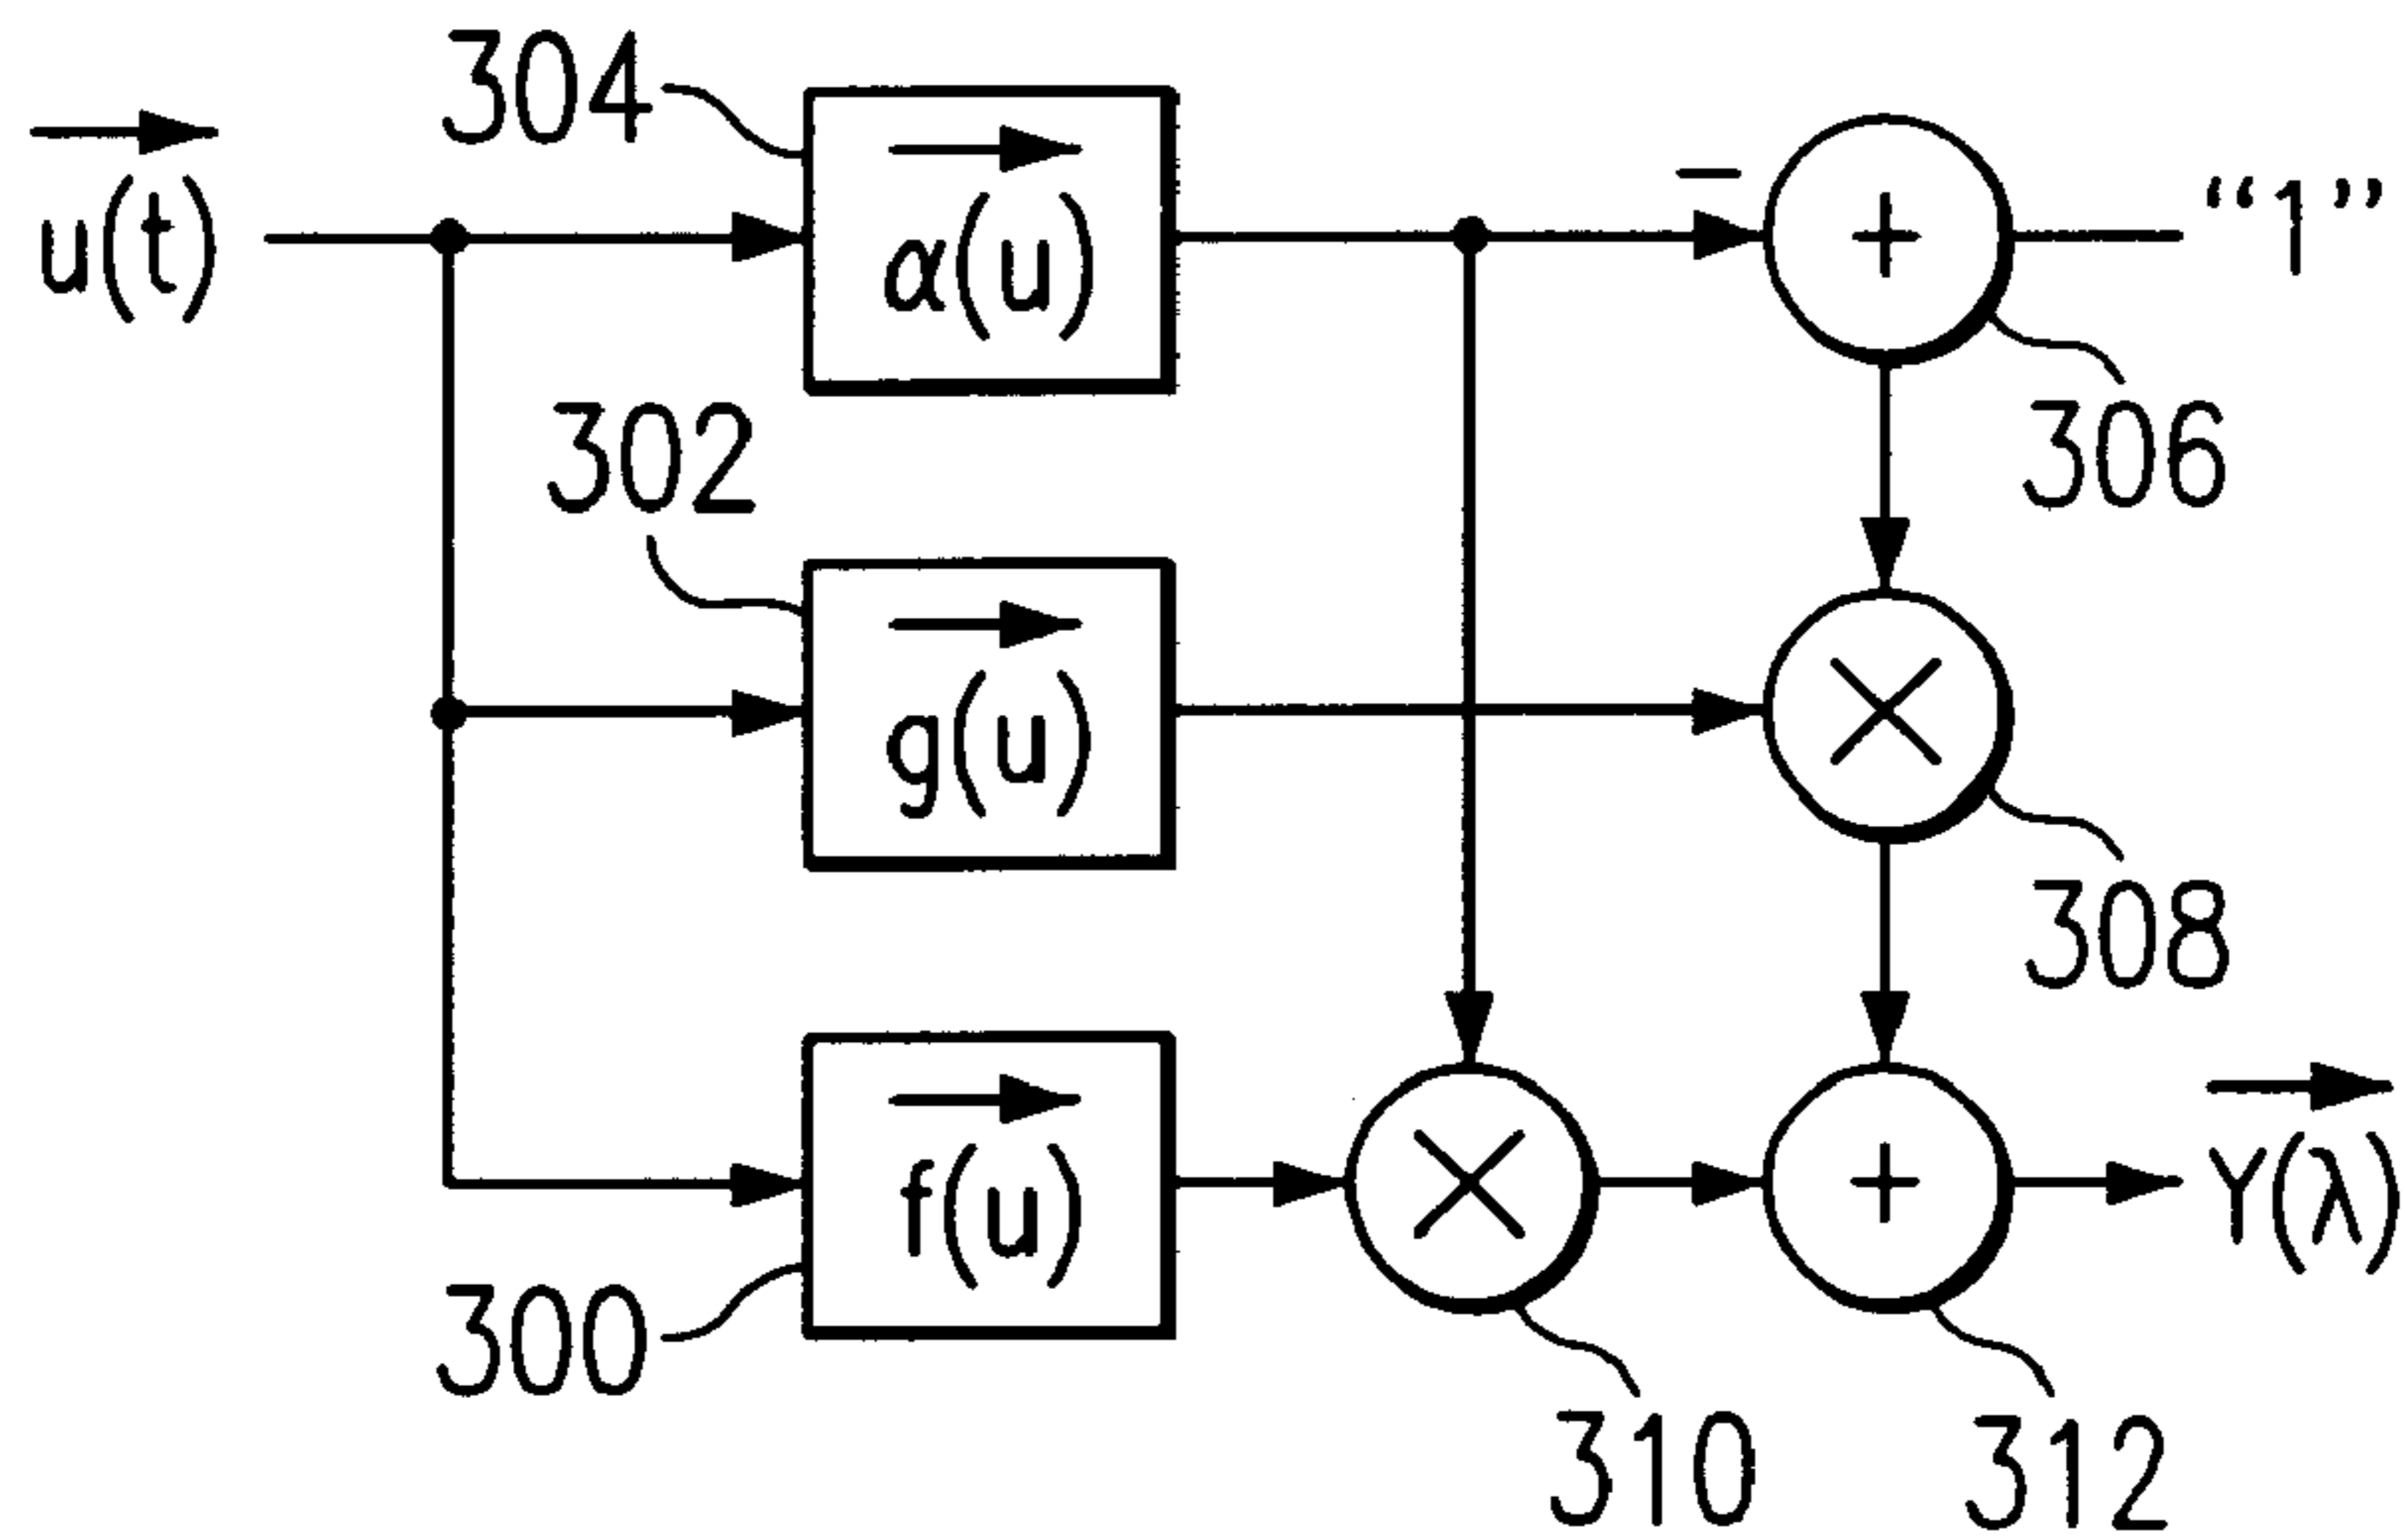 304
u(t)
α(u)
−
+
“1”
306
302
g(u)
×
308
f(u)
×
+
Y(λ)
300
310
312